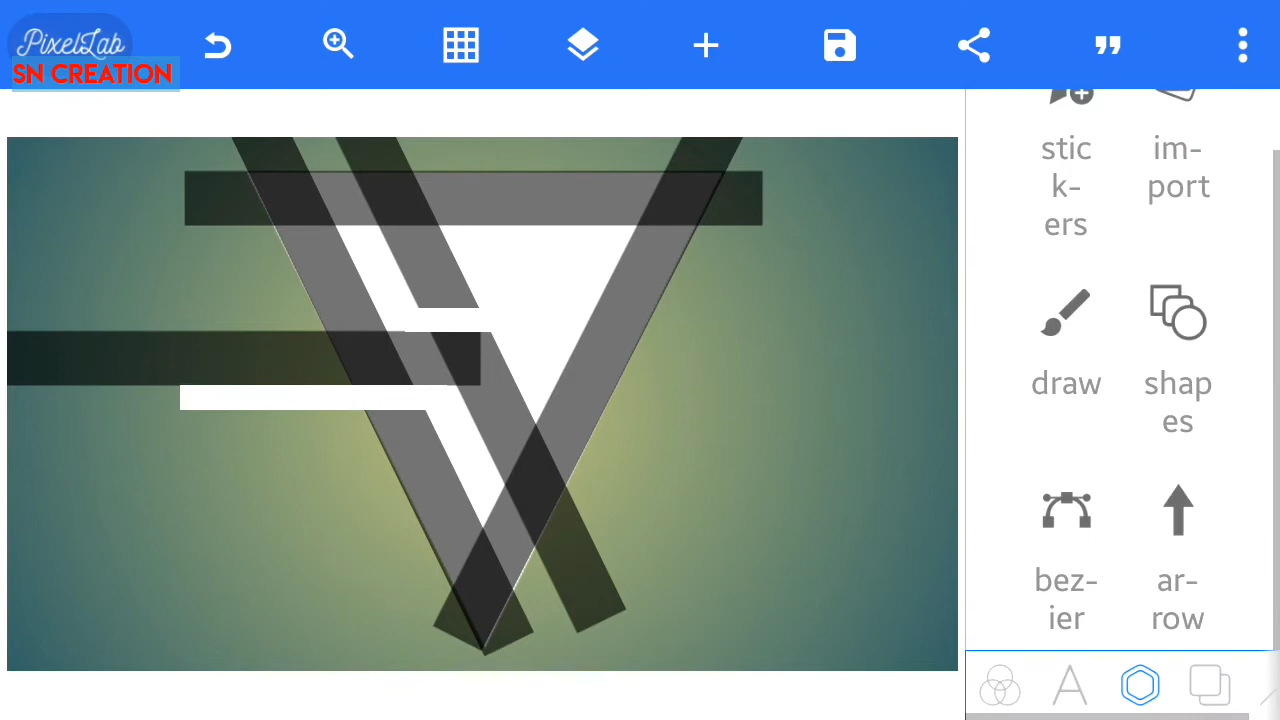 PixelLab
SN CREATION
stic
k-
ers
im-
port
draw
shap
es
bez-
ier
ar-
row